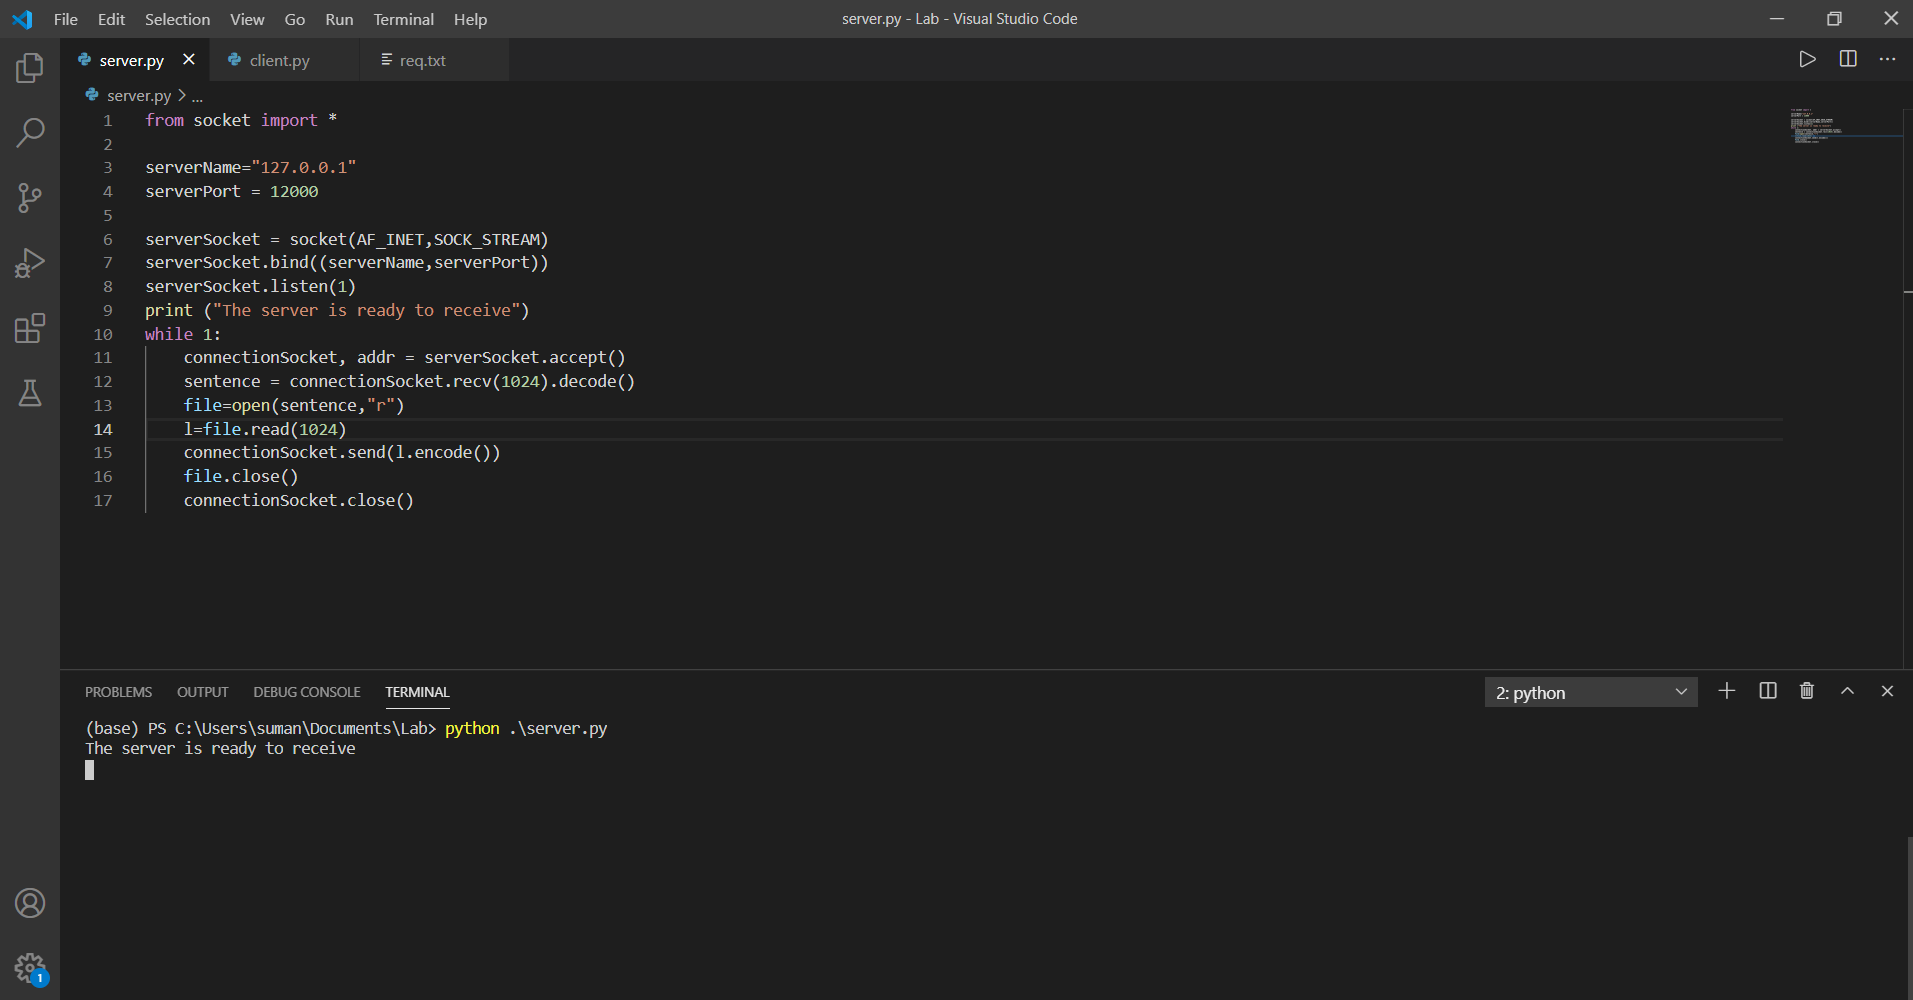 File Edit Selection View Go Run Terminal Help
server.py - Lab - Visual Studio Code
server.py client.py req.txt
server.py > ...
1 from socket import *
2
3 serverName="127.0.0.1"
4 serverPort = 12000
5
6 serverSocket = socket(AF_INET,SOCK_STREAM)
7 serverSocket.bind((serverName,serverPort))
8 serverSocket.listen(1)
9 print ("The server is ready to receive")
10 while 1:
11     connectionSocket, addr = serverSocket.accept()
12     sentence = connectionSocket.recv(1024).decode()
13     file=open(sentence,"r")
14     l=file.read(1024)
15     connectionSocket.send(l.encode())
16     file.close()
17     connectionSocket.close()
PROBLEMS OUTPUT DEBUG CONSOLE TERMINAL
2: python
(base) PS C:\Users\suman\Documents\Lab> python .\server.py
The server is ready to receive
1